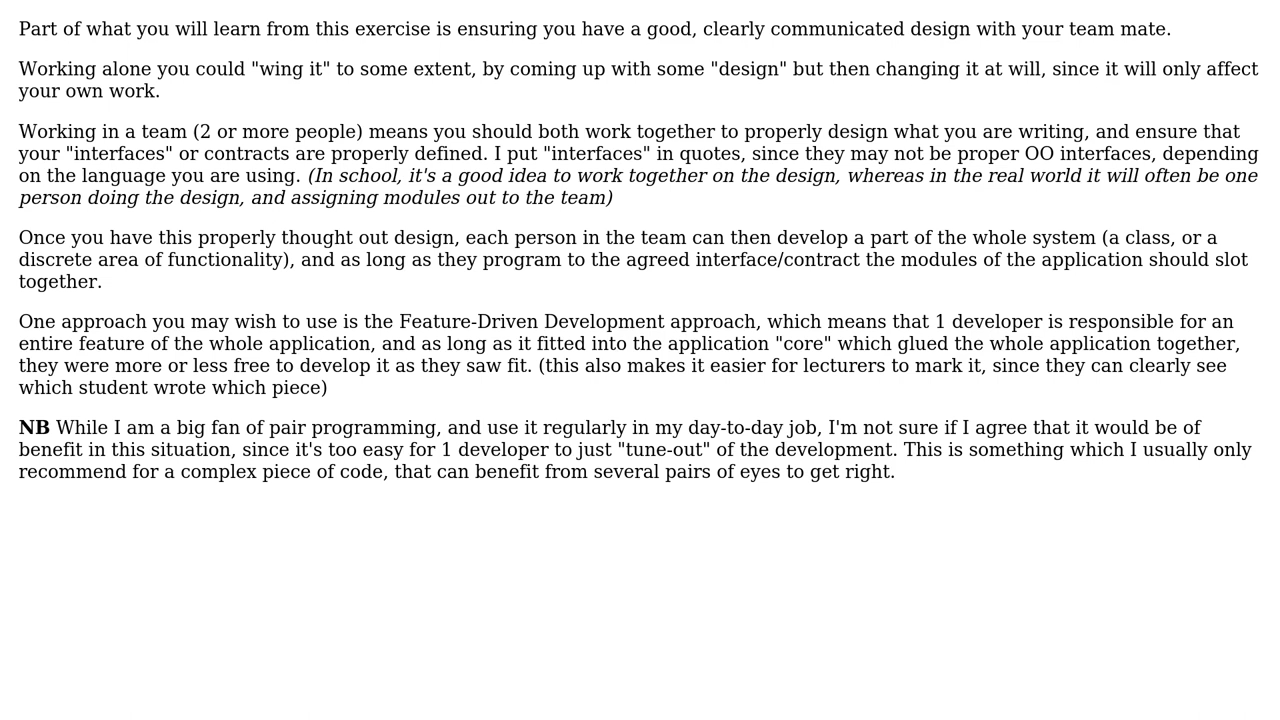 Part of what you will learn from this exercise is ensuring you have a good, clearly communicated design with your team mate.
Working alone you could "wing it" to some extent, by coming up with some "design" but then changing it at will, since it will only affect
your own work.
Working in a team (2 or more people) means you should both work together to properly design what you are writing, and ensure that
your "interfaces" or contracts are properly defined. I put "interfaces" in quotes, since they may not be proper OO interfaces, depending
on the language you are using. (In school, it's a good idea to work together on the design, whereas in the real world it will often be one
person doing the design, and assigning modules out to the team)
Once you have this properly thought out design, each person in the team can then develop a part of the whole system (a class, or a
discrete area of functionality), and as long as they program to the agreed interface/contract the modules of the application should slot
together.
One approach you may wish to use is the Feature-Driven Development approach, which means that 1 developer is responsible for an
entire feature of the whole application, and as long as it fitted into the application "core" which glued the whole application together,
they were more or less free to develop it as they saw fit. (this also makes it easier for lecturers to mark it, since they can clearly see
which student wrote which piece)
NB While I am a big fan of pair programming, and use it regularly in my day-to-day job, I'm not sure if I agree that it would be of
benefit in this situation, since it's too easy for 1 developer to just "tune-out" of the development. This is something which I usually only
recommend for a complex piece of code, that can benefit from several pairs of eyes to get right.